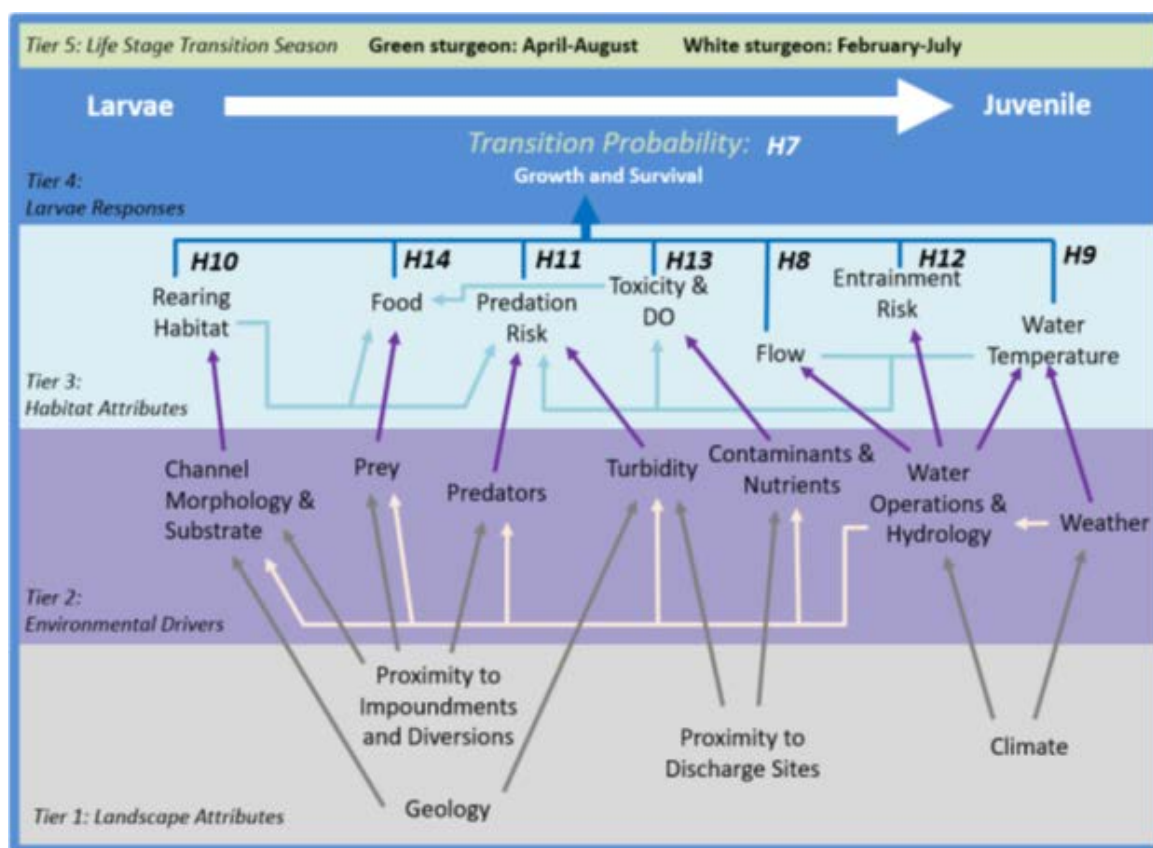 Tier 5: Life Stage Transition Season Green sturgeon: April-August White sturgeon: February-July
Larvae
Juvenile
Transition Probability: H7
Growth and Survival
Tier 4:
Larvae Responses
H10
H14
H11
H13
H8
H12
H9
Rearing
Habitat
Food
Predation
Risk
Toxicity &
DO
Flow
Entrainment
Risk
Water
Temperature
Tier 3:
Habitat Attributes
Channel
Morphology &
Substrate
Prey
Predators
Turbidity
Contaminants &
Nutrients
Water
Operations &
Hydrology
Weather
Tier 2:
Environmental Drivers
Proximity to
Impoundments
and Diversions
Proximity to
Discharge Sites
Climate
Geology
Tier 1: Landscape Attributes